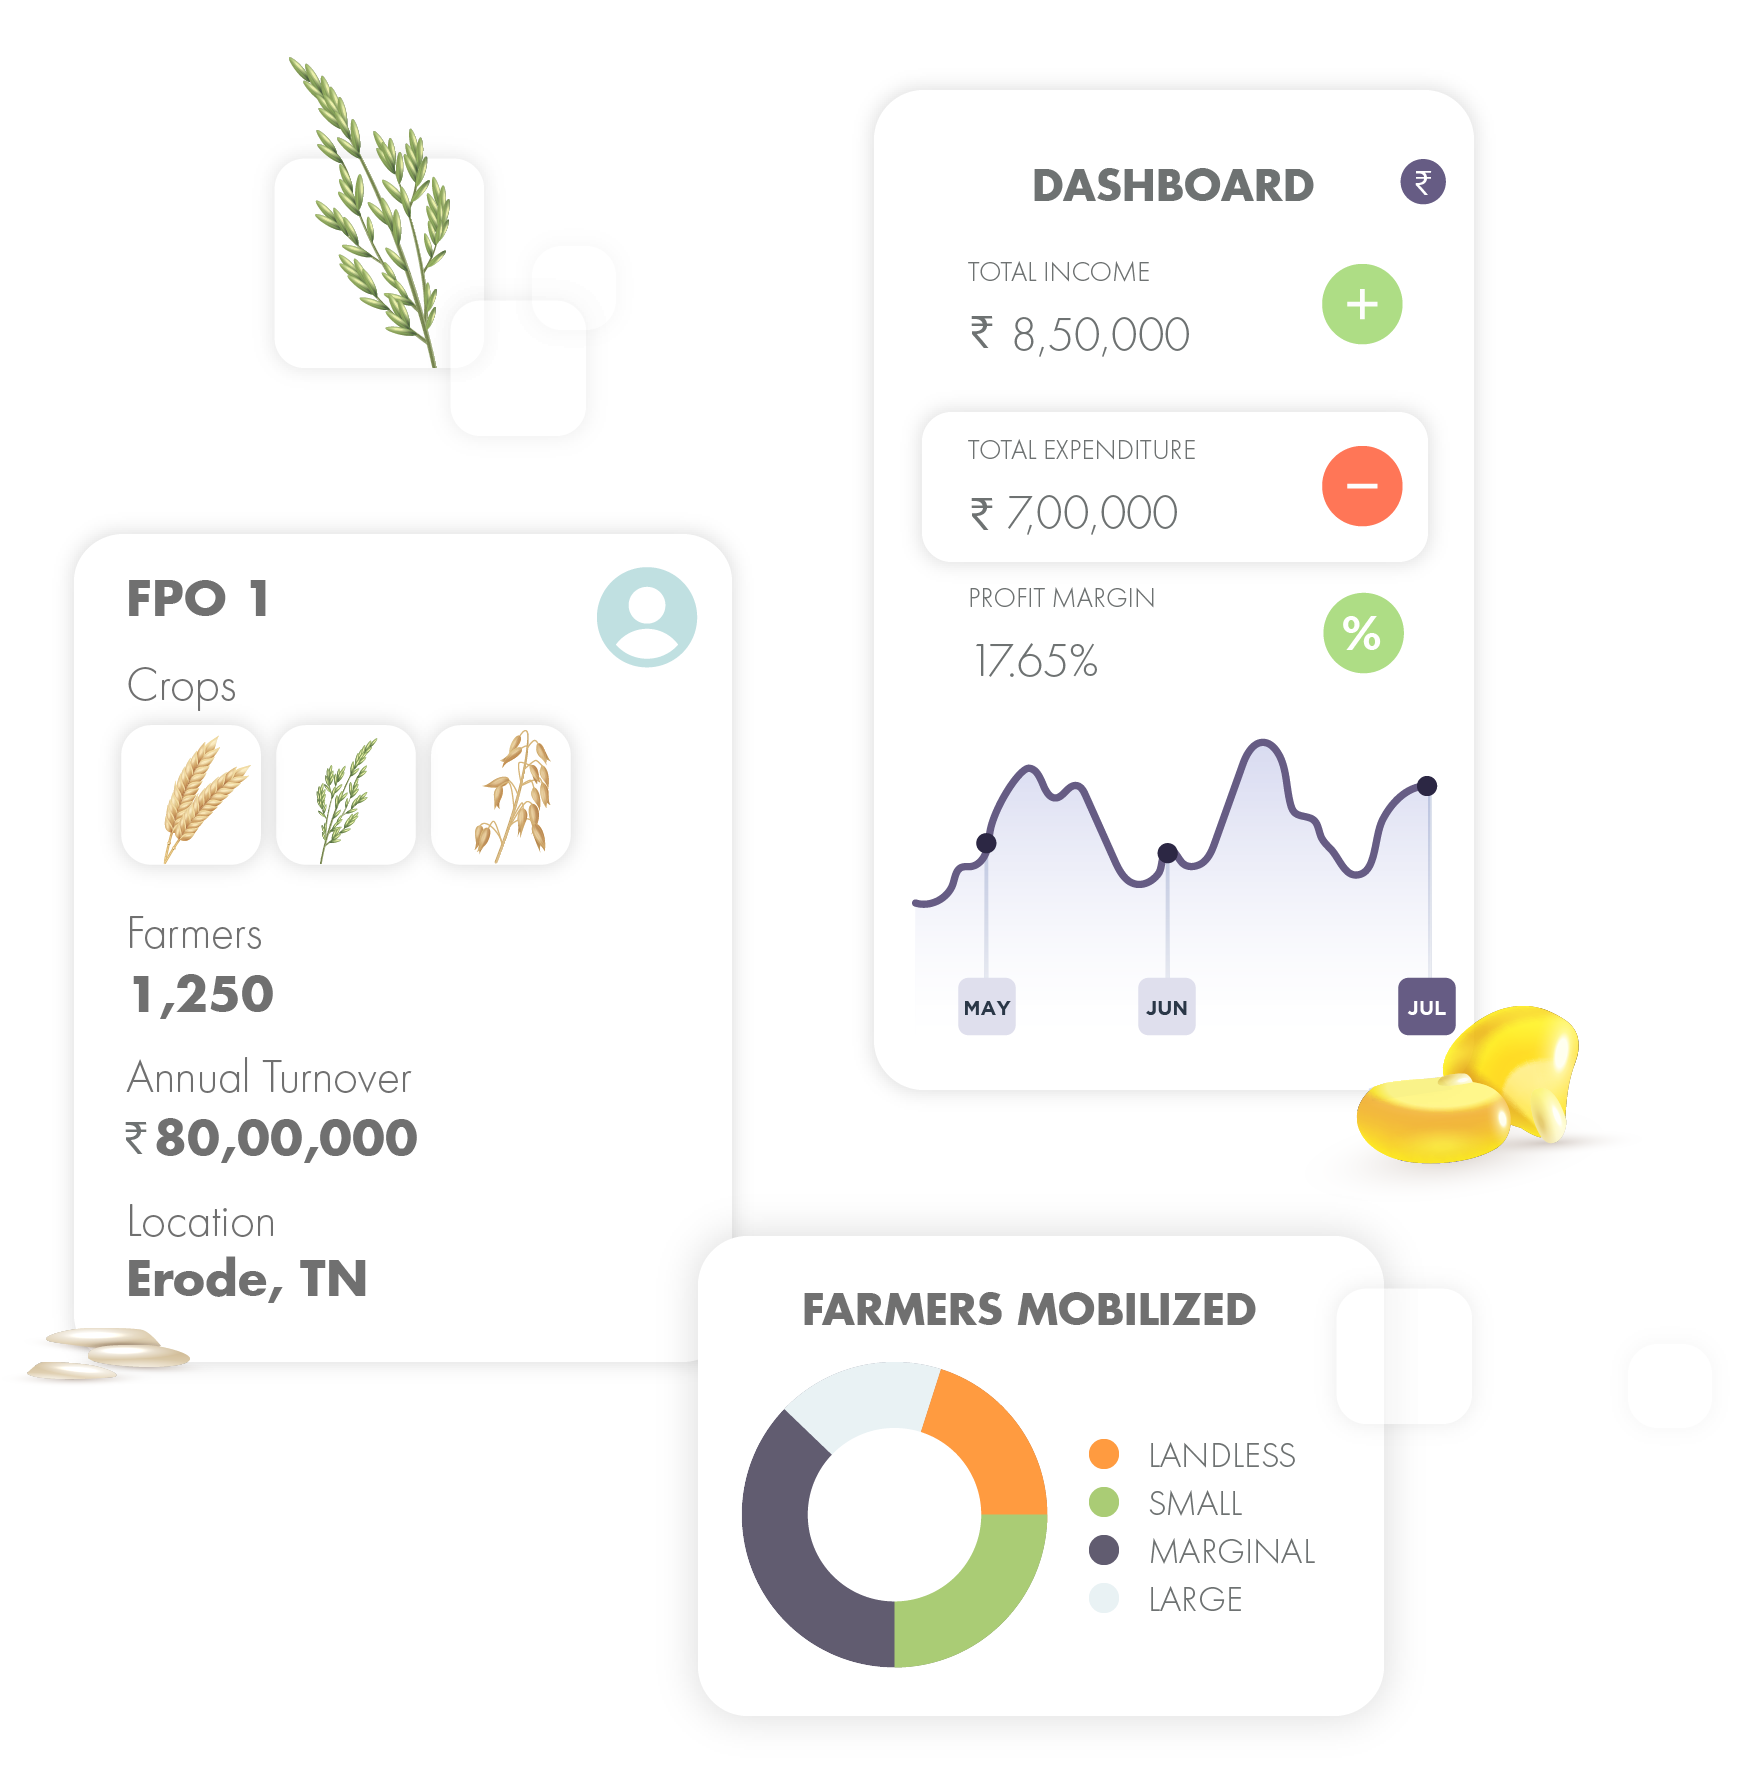 DASHBOARD ₹
TOTAL INCOME
₹ 8,50,000
+
TOTAL EXPENDITURE
₹ 7,00,000
−
PROFIT MARGIN
17.65%
%
MAY JUN JUL
FPO 1
Crops
Farmers
1,250
Annual Turnover
₹ 80,00,000
Location
Erode, TN
FARMERS MOBILIZED
LANDLESS
SMALL
MARGINAL
LARGE